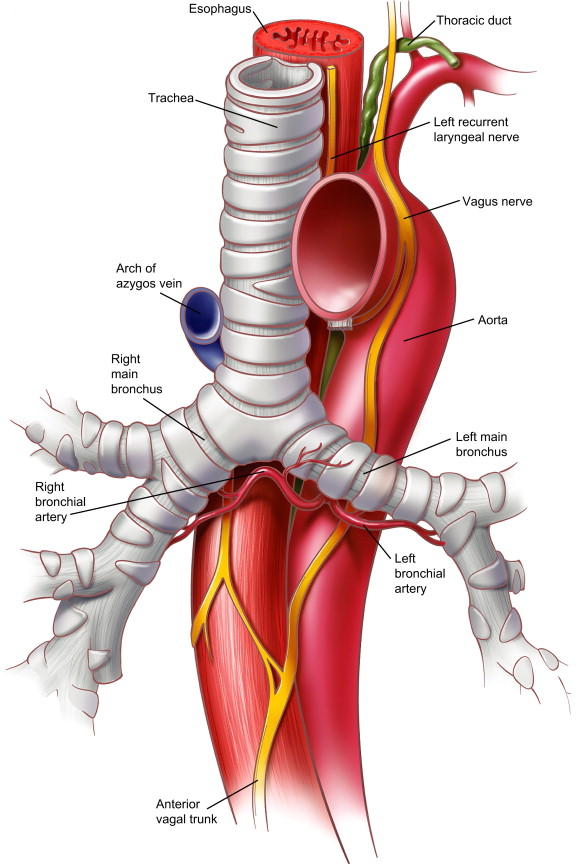 Esophagus
Thoracic duct
Trachea
Left recurrent
laryngeal nerve
Vagus nerve
Arch of
azygos vein
Aorta
Right
main
bronchus
Left main
bronchus
Right
bronchial
artery
Left
bronchial
artery
Anterior
vagal trunk